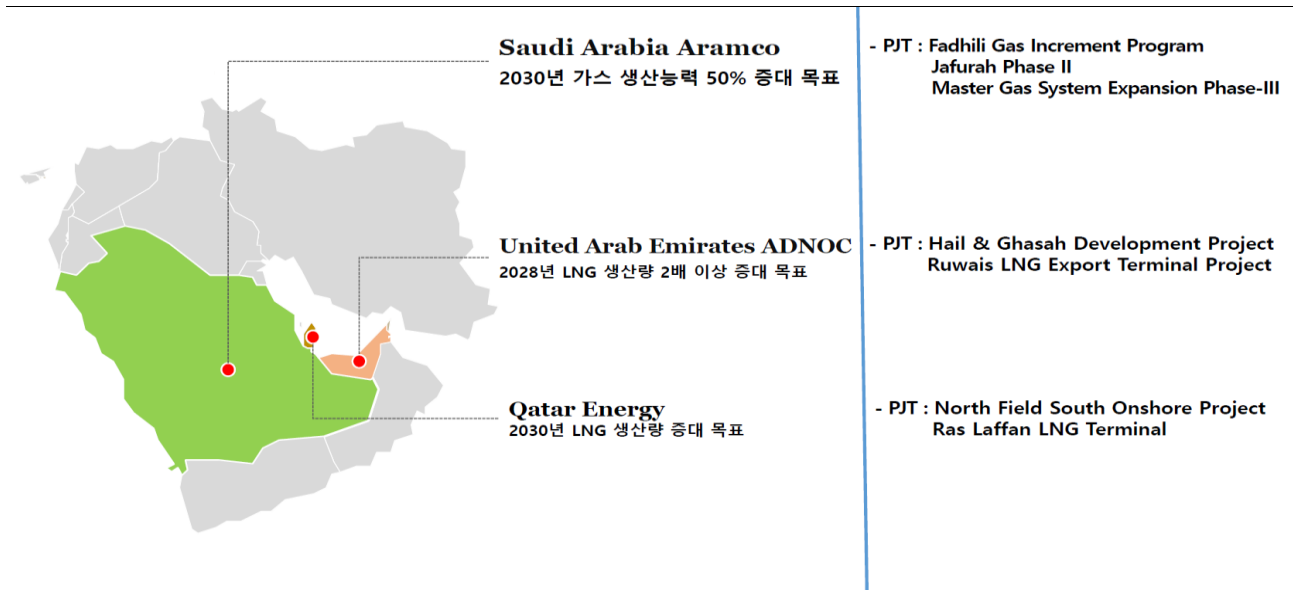 Saudi Arabia Aramco
2030년 가스 생산능력 50% 증대 목표
- PJT : Fadhili Gas Increment Program
Jafurah Phase II
Master Gas System Expansion Phase-III
United Arab Emirates ADNOC
2028년 LNG 생산량 2배 이상 증대 목표
- PJT : Hail & Ghasah Development Project
Ruwais LNG Export Terminal Project
Qatar Energy
2030년 LNG 생산량 증대 목표
- PJT : North Field South Onshore Project
Ras Laffan LNG Terminal